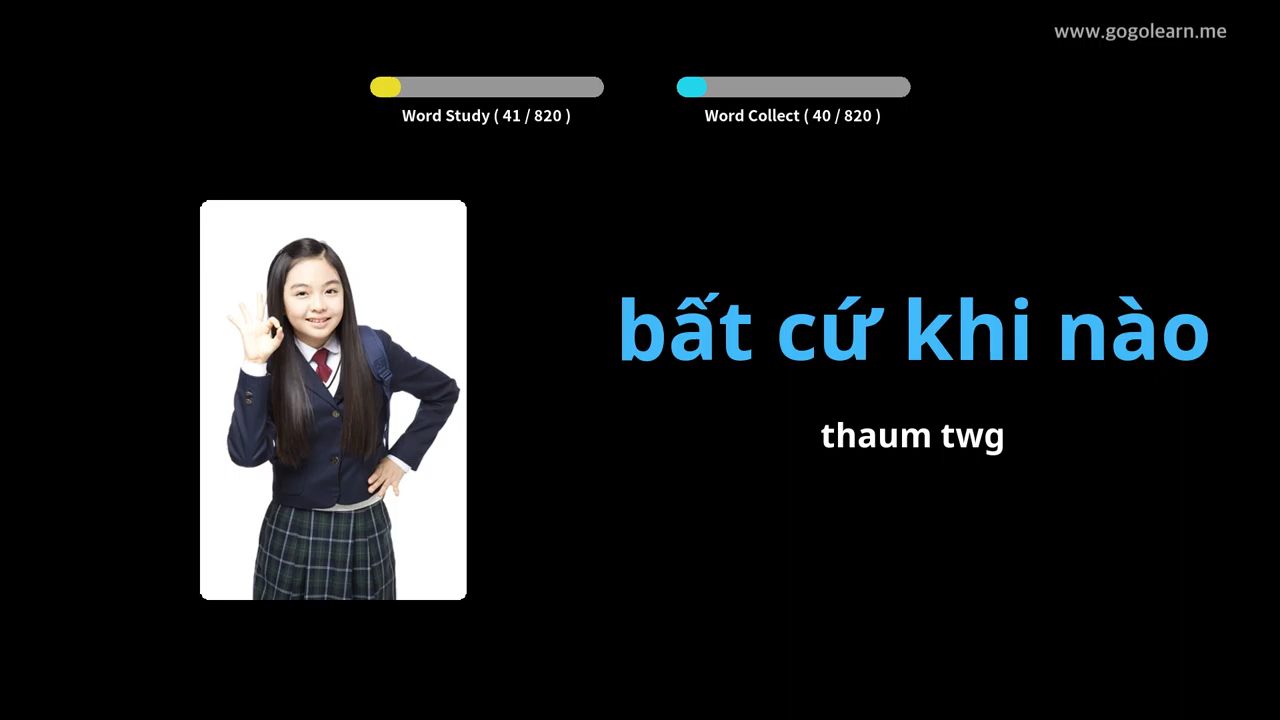 www.gogolearn.me
Word Study ( 41 / 820 )
Word Collect ( 40 / 820 )
bất cứ khi nào
thaum twg